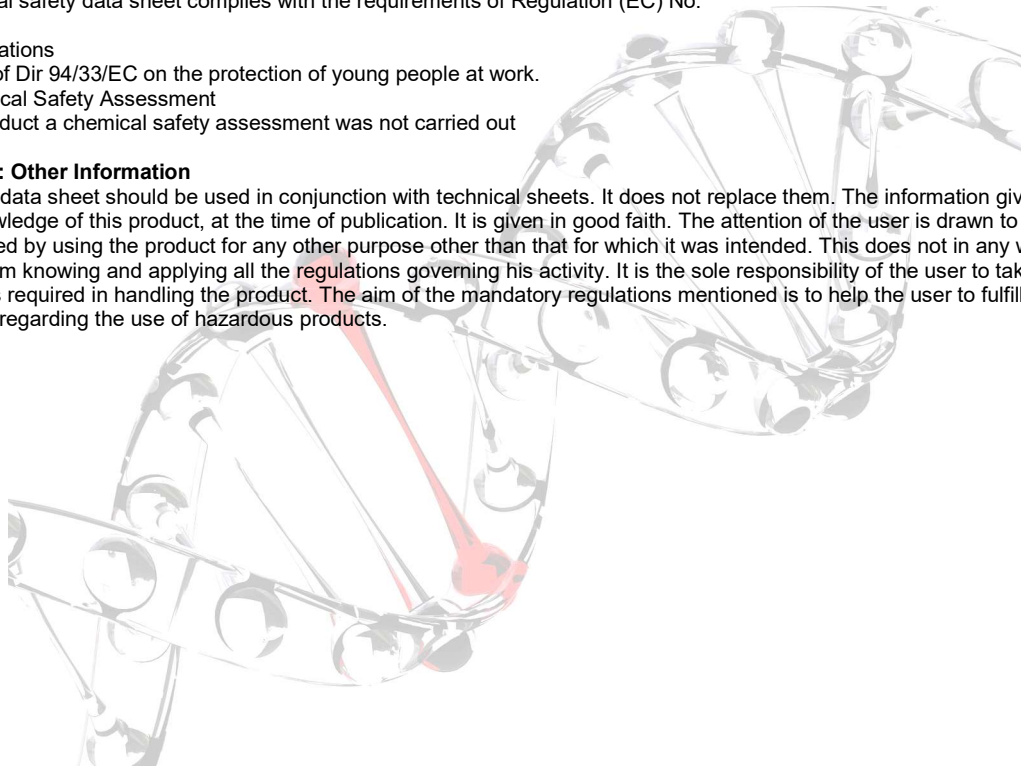 al safety data sheet complies with the requirements of Regulation (EC) No.
ations
of Dir 94/33/EC on the protection of young people at work.
cal Safety Assessment
duct a chemical safety assessment was not carried out
: Other Information
data sheet should be used in conjunction with technical sheets. It does not replace them. The information giv
wledge of this product, at the time of publication. It is given in good faith. The attention of the user is drawn to
ed by using the product for any other purpose other than that for which it was intended. This does not in any w
m knowing and applying all the regulations governing his activity. It is the sole responsibility of the user to tak
s required in handling the product. The aim of the mandatory regulations mentioned is to help the user to fulfill
regarding the use of hazardous products.